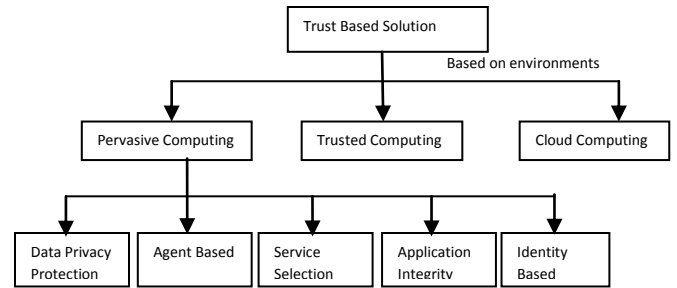 Trust Based Solution
Based on environments
Pervasive Computing
Trusted Computing
Cloud Computing
Data Privacy
Protection
Agent Based
Service
Selection
Application
Integrity
Identity
Based